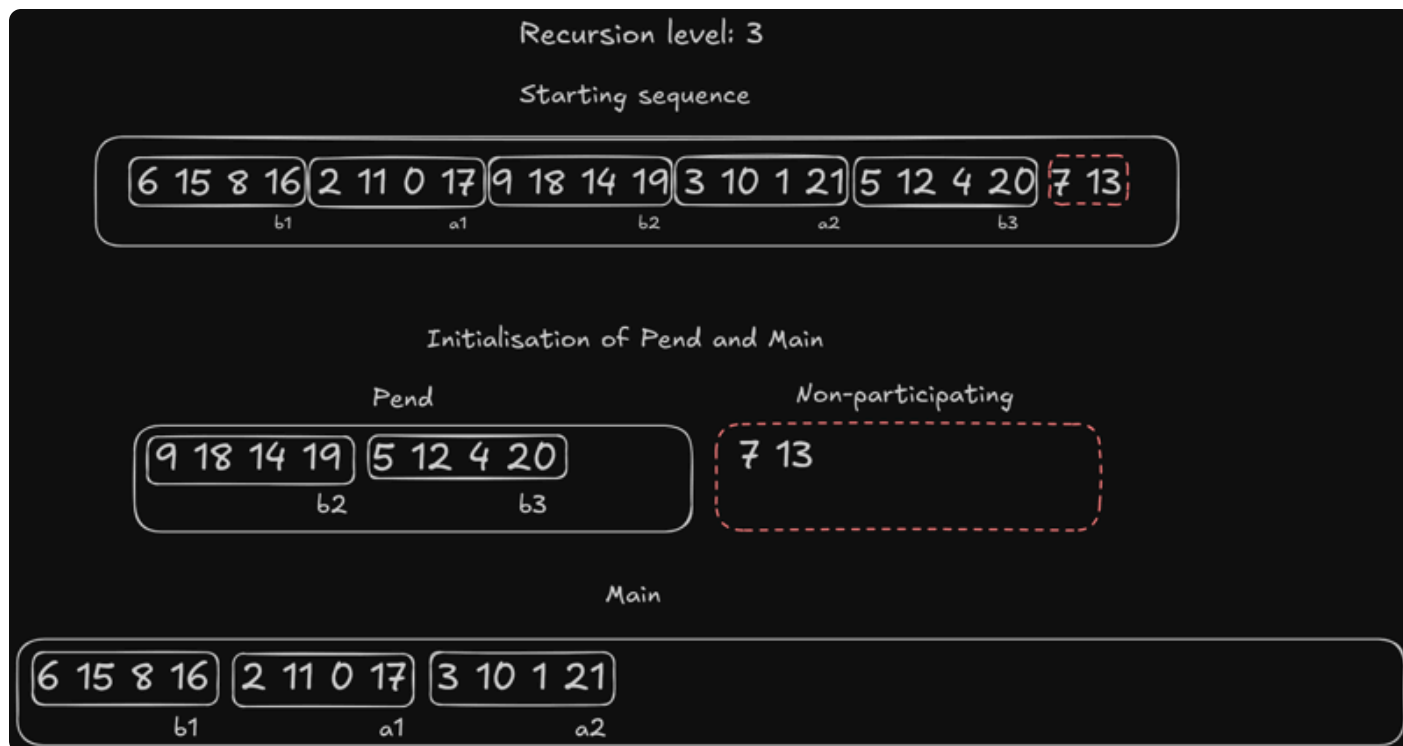 Recursion level: 3
Starting sequence
6 15 8 16 2 11 0 17 9 18 14 19 3 10 1 21 5 12 4 20 7 13
b1 a1 b2 a2 b3
Initialisation of Pend and Main
Pend Non-participating
9 18 14 19 5 12 4 20 7 13
b2 b3
Main
6 15 8 16 2 11 0 17 3 10 1 21
b1 a1 a2